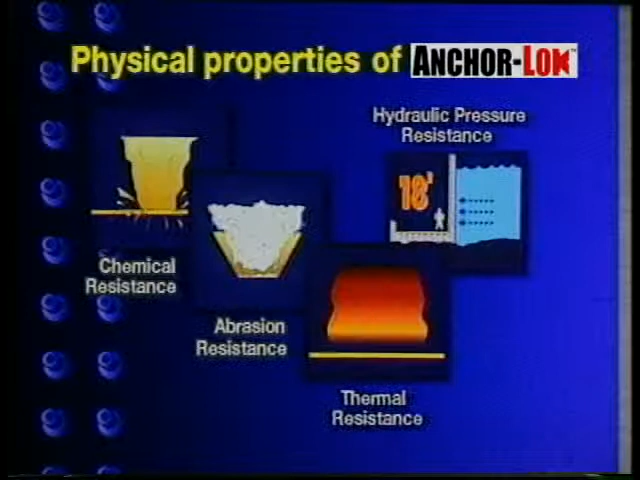 Physical properties of ANCHOR-LOK™
Hydraulic Pressure
Resistance
18'
Chemical
Resistance
Abrasion
Resistance
Thermal
Resistance